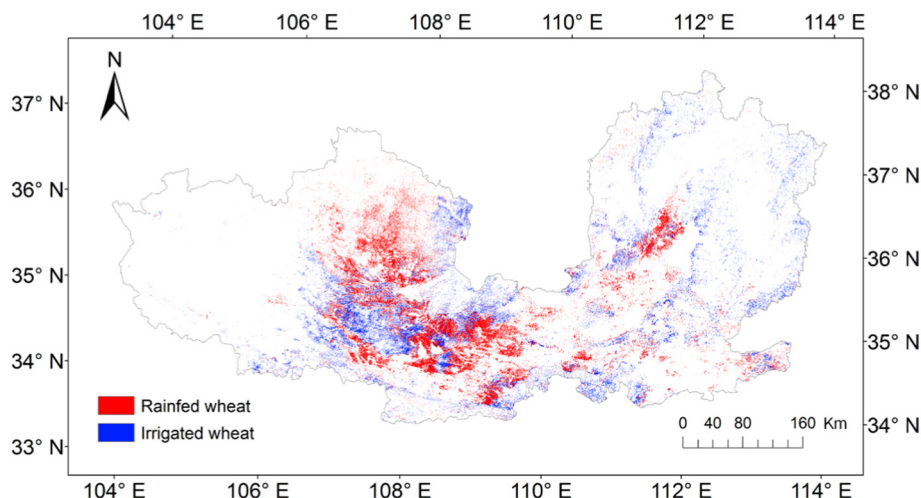 104° E 106° E 108° E 110° E 112° E 114° E
N
37° N
38° N
36° N
37° N
35° N
36° N
34° N
35° N
33° N
34° N
Rainfed wheat
Irrigated wheat
0 40 80 160 Km
104° E 106° E 108° E 110° E 112° E 114° E